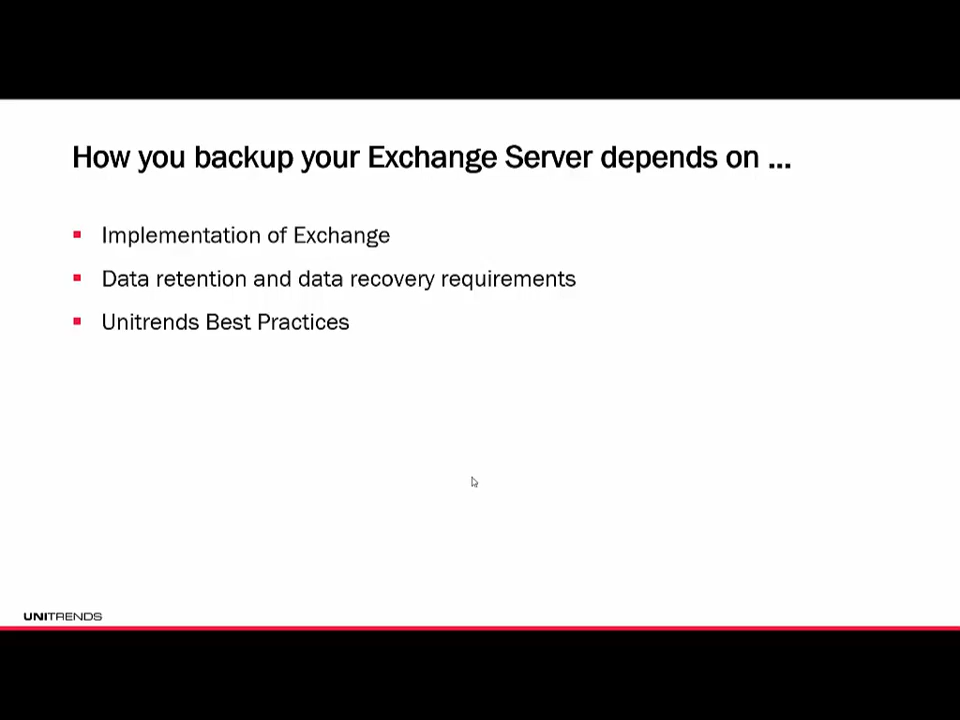 How you backup your Exchange Server depends on ...
Implementation of Exchange
Data retention and data recovery requirements
Unitrends Best Practices
UNITRENDS